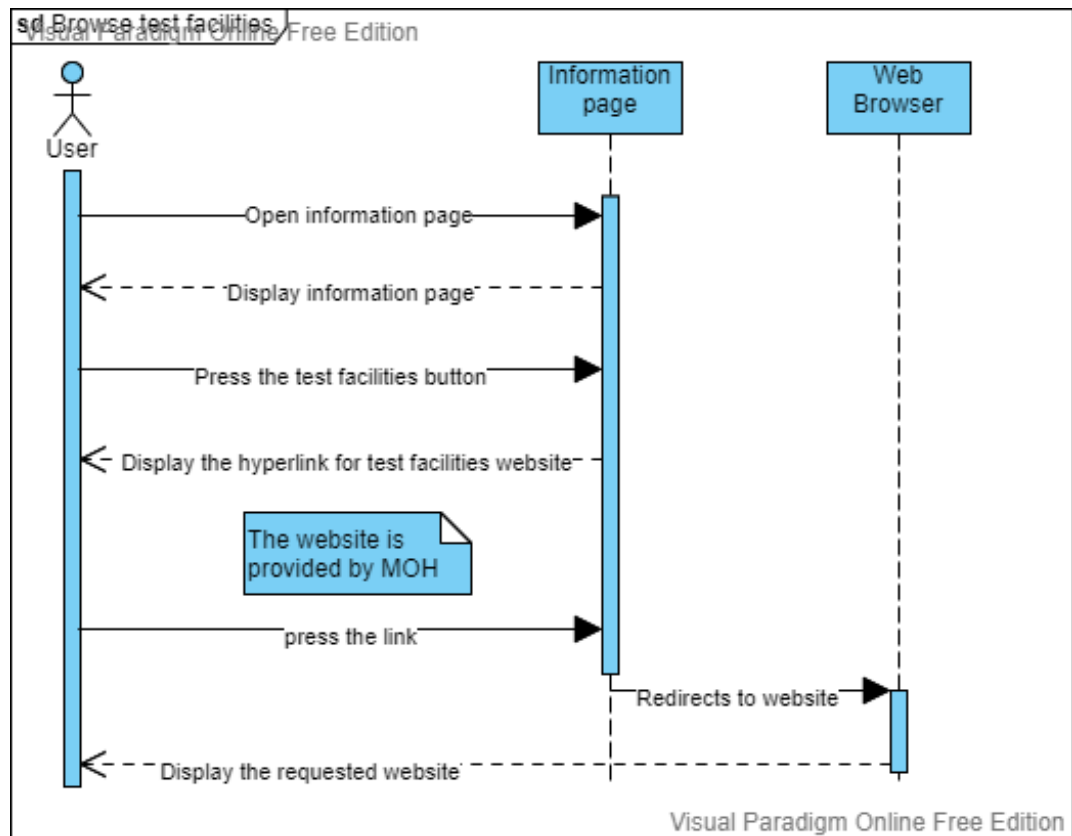 sd Browse test facilities
Visual Paradigm Online Free Edition
Information
page
Web
Browser
User
Open information page
Display information page
Press the test facilities button
Display the hyperlink for test facilities website
The website is
provided by MOH
press the link
Redirects to website
Display the requested website
Visual Paradigm Online Free Edition